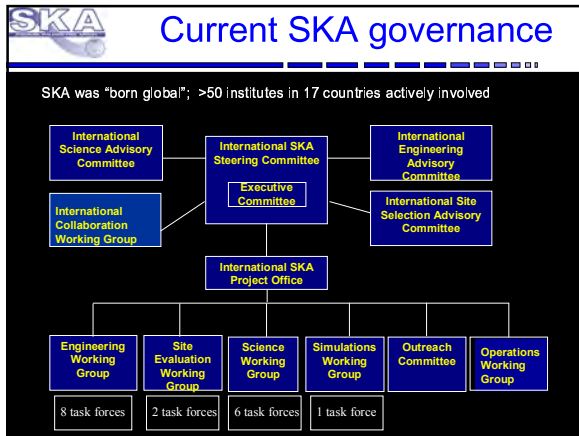 SKA
Current SKA governance
SKA was "born global"; >50 institutes in 17 countries actively involved
International
Science Advisory
Committee
International SKA
Steering Committee
Executive
Committee
International
Engineering
Advisory
Committee
International
Collaboration
Working Group
International Site
Selection Advisory
Committee
International SKA
Project Office
Engineering
Working
Group
Site
Evaluation
Working
Group
Science
Working
Group
Simulations
Working
Group
Outreach
Committee
Operations
Working
Group
8 task forces
2 task forces
6 task forces
1 task force